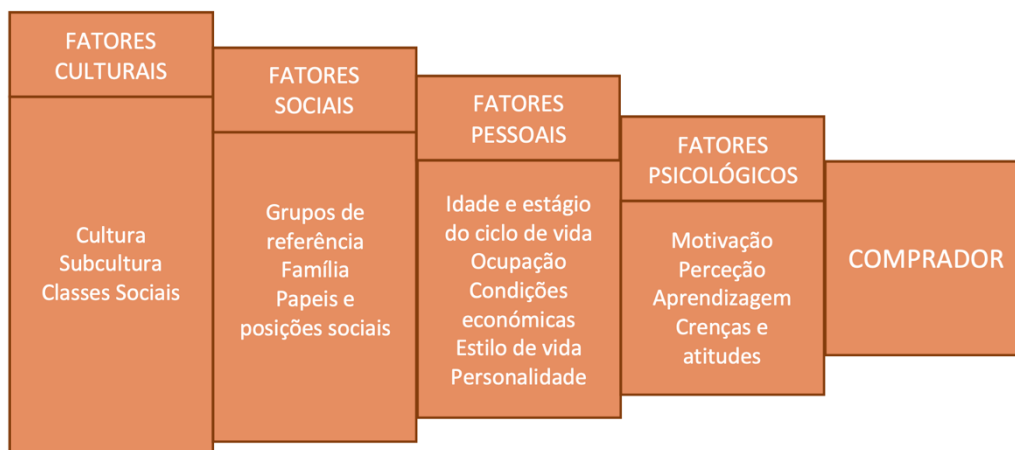 FATORES
CULTURAIS
Cultura
Subcultura
Classes Sociais
FATORES
SOCIAIS
Grupos de
referência
Família
Papeis e
posições sociais
FATORES
PESSOAIS
Idade e estágio
do ciclo de vida
Ocupação
Condições
económicas
Estilo de vida
Personalidade
FATORES
PSICOLÓGICOS
Motivação
Perceção
Aprendizagem
Crenças e
atitudes
COMPRADOR